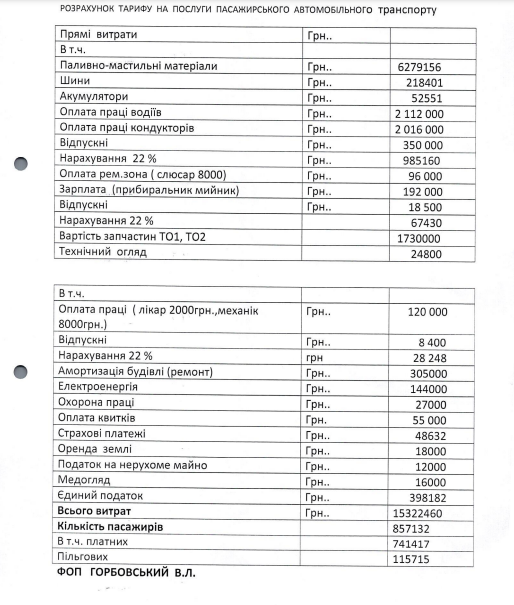 РОЗРАХУНОК ТАРИФУ НА ПОСЛУГИ ПАСАЖИРСЬКОГО АВТОМОБІЛЬНОГО транспорту
Прямі витрати Грн..
В т.ч.
Паливно-мастильні матеріали Грн.. 6279156
Шини Грн.. 218401
Акумулятори Грн.. 52551
Оплата праці водіїв Грн.. 2 112 000
Оплата праці кондукторів Грн.. 2 016 000
Відпускні Грн.. 350 000
Нарахування 22 % Грн.. 985160
Оплата рем.зона ( слюсар 8000) Грн.. 96 000
Зарплата (прибиральник мийник) Грн.. 192 000
Відпускні Грн.. 18 500
Нарахування 22 % 67430
Вартість запчастин ТО1, ТО2 1730000
Технічний огляд 24800
В т.ч.
Оплата праці ( лікар 2000грн.,механік Грн.. 120 000
8000грн.)
Відпускні Грн.. 8 400
Нарахування 22 % грн 28 248
Амортизація будівлі (ремонт) Грн.. 305000
Електроенергія Грн.. 144000
Охорона праці Грн.. 27000
Оплата квитків Грн. 55 000
Страхові платежі Грн.. 48632
Оренда землі Грн.. 18000
Податок на нерухоме майно Грн.. 12000
Медогляд Грн.. 16000
Єдиний податок Грн.. 398182
Всього витрат Грн.. 15322460
Кількість пасажирів 857132
В т.ч. платних 741417
Пільгових 115715
ФОП ГОРБОВСЬКИЙ В.Л.